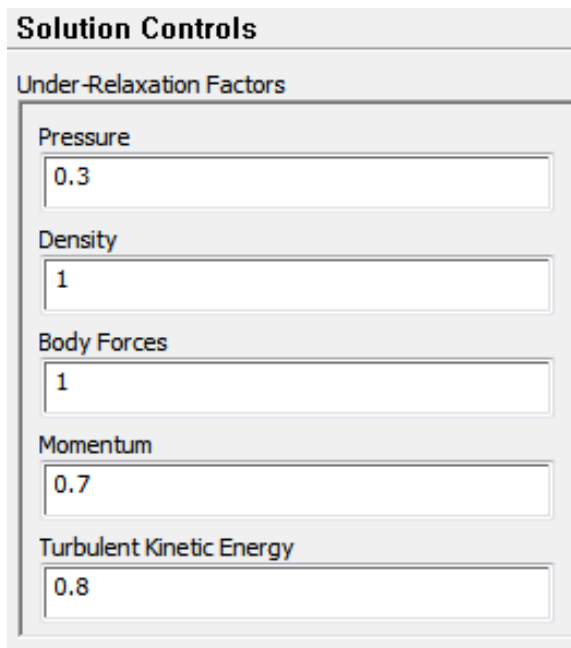 Solution Controls
Under-Relaxation Factors
Pressure
0.3
Density
1
Body Forces
1
Momentum
0.7
Turbulent Kinetic Energy
0.8